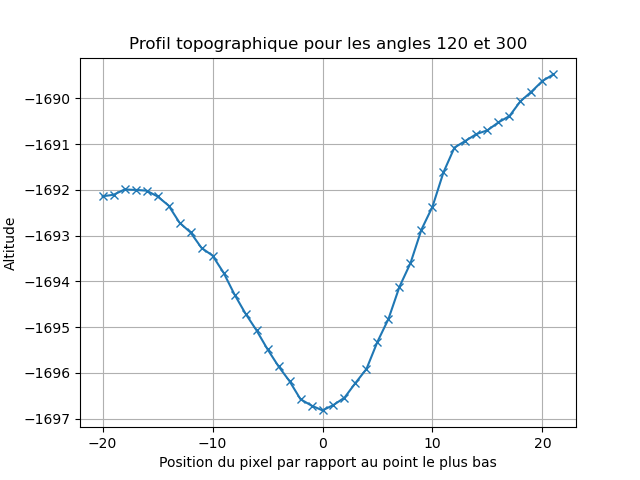 Profil topographique pour les angles 120 et 300
Altitude
−1690
−1691
−1692
−1693
−1694
−1695
−1696
−1697
−20 −10 0 10 20
Position du pixel par rapport au point le plus bas